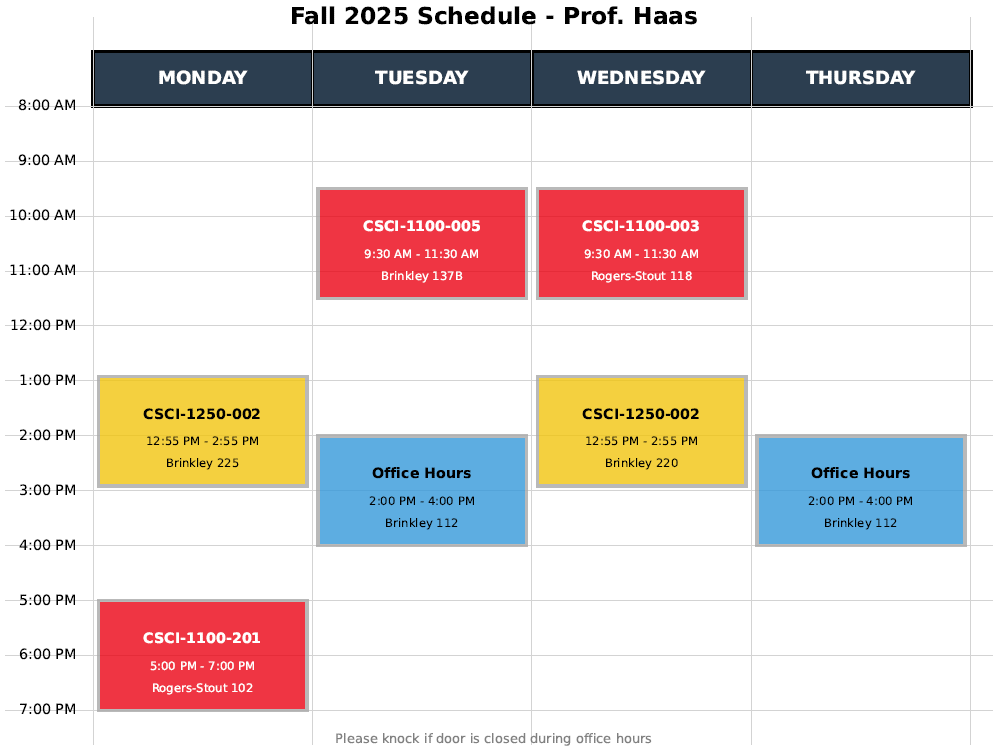 Fall 2025 Schedule - Prof. Haas
MONDAY TUESDAY WEDNESDAY THURSDAY
8:00 AM
9:00 AM
10:00 AM
11:00 AM
12:00 PM
1:00 PM
2:00 PM
3:00 PM
4:00 PM
5:00 PM
6:00 PM
7:00 PM
CSCI-1250-002
12:55 PM - 2:55 PM
Brinkley 225
CSCI-1100-201
5:00 PM - 7:00 PM
Rogers-Stout 102
CSCI-1100-005
9:30 AM - 11:30 AM
Brinkley 137B
Office Hours
2:00 PM - 4:00 PM
Brinkley 112
CSCI-1100-003
9:30 AM - 11:30 AM
Rogers-Stout 118
CSCI-1250-002
12:55 PM - 2:55 PM
Brinkley 220
Office Hours
2:00 PM - 4:00 PM
Brinkley 112
Please knock if door is closed during office hours